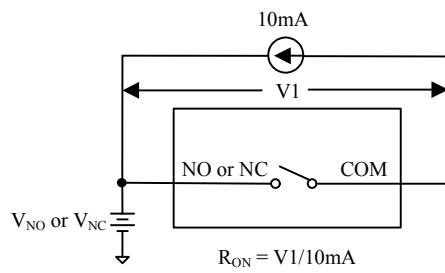 10mA
V1
NO or NC COM
V_NO or V_NC
R_ON = V1/10mA